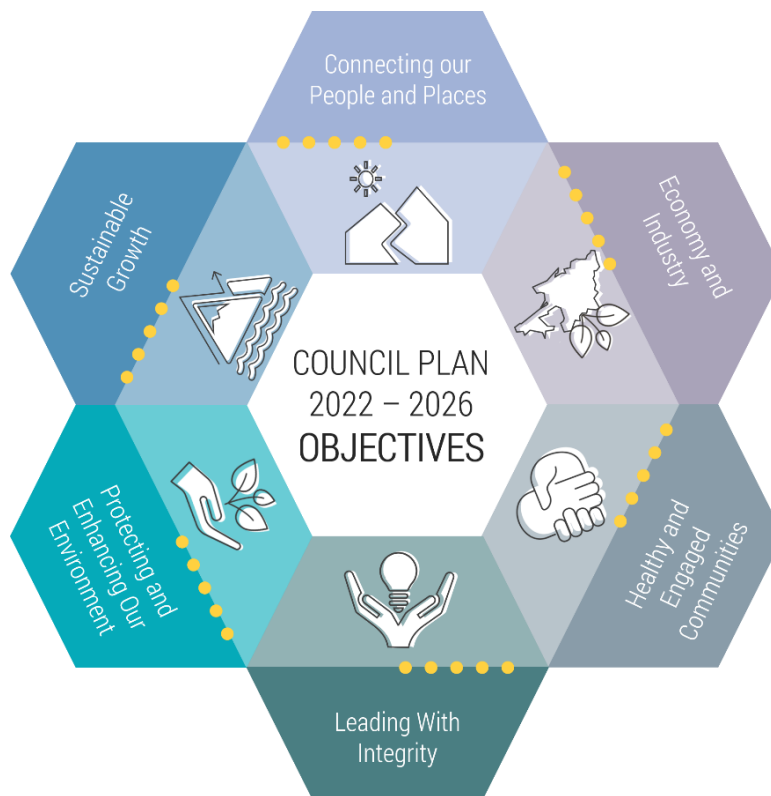 Connecting our
People and Places
Economy and
Industry
Healthy and
Engaged
Communities
Leading With
Integrity
Protecting and
Enhancing Our
Environment
Sustainable
Growth
COUNCIL PLAN
2022 – 2026
OBJECTIVES